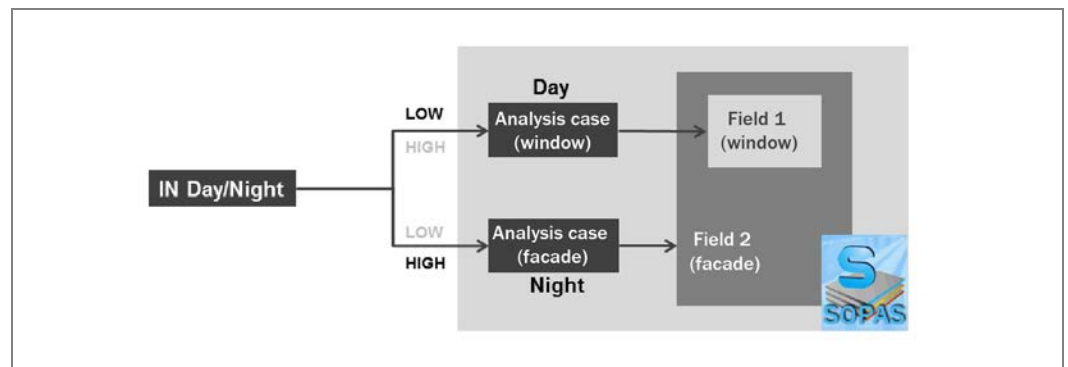 Day
LOW
HIGH
Analysis case
(window)
Field 1
(window)
IN Day/Night
LOW
HIGH
Analysis case
(facade)
Night
Field 2
(facade)
S
SOPAS